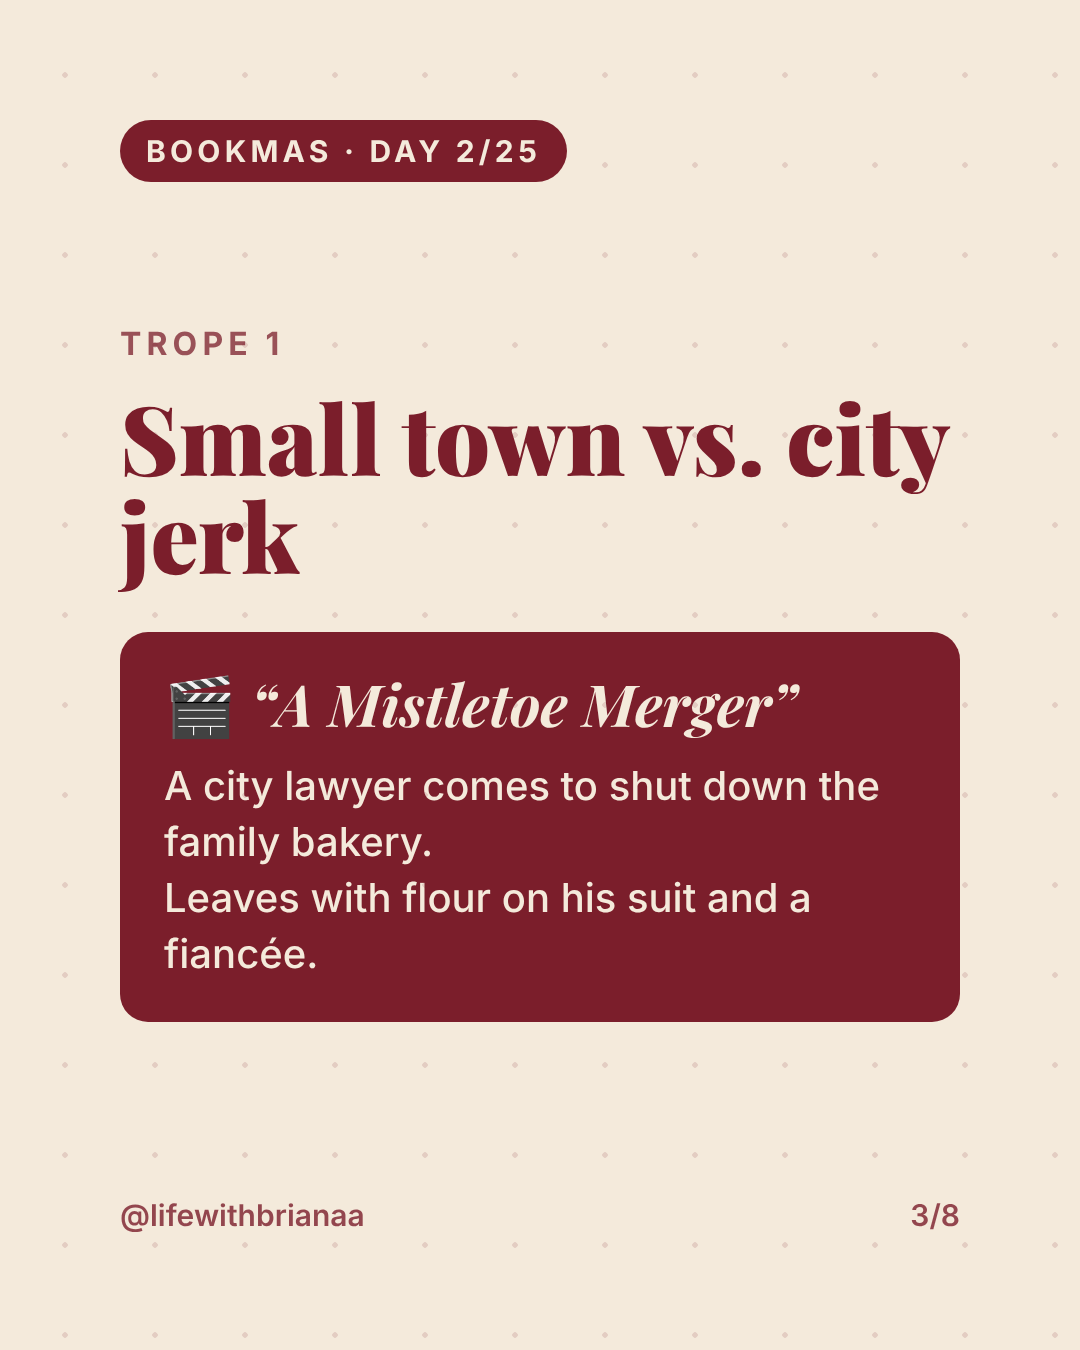 BOOKMAS · DAY 2/25
TROPE 1
Small town vs. city
jerk
🎬 “A Mistletoe Merger”
A city lawyer comes to shut down the
family bakery.
Leaves with flour on his suit and a
fiancée.
@lifewithbrianaa
3/8